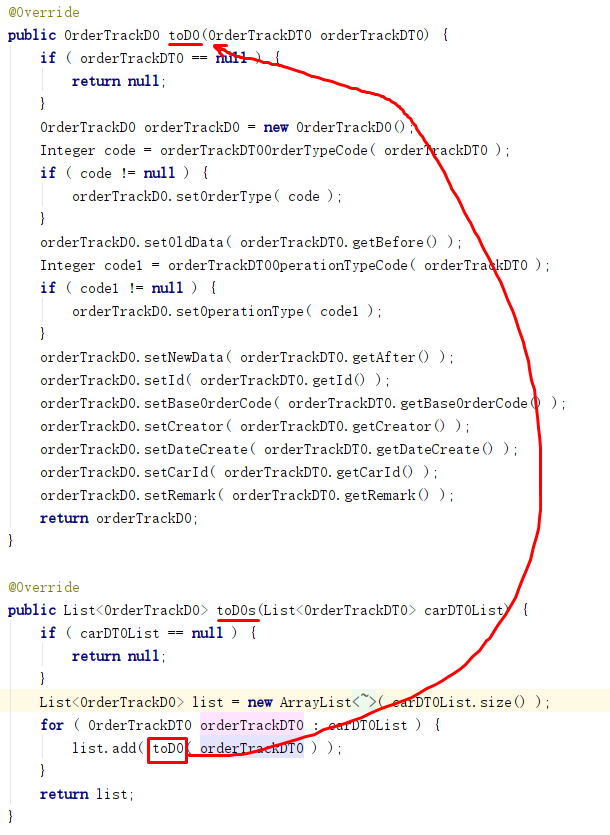 @Override
public OrderTrackDO toDO(OrderTrackDTO orderTrackDTO) {
if ( orderTrackDTO == null ) {
return null;
}
OrderTrackDO orderTrackDO = new OrderTrackDO();
Integer code = orderTrackDTOOrderTypeCode( orderTrackDTO );
if ( code != null ) {
orderTrackDO.setOrderType( code );
}
orderTrackDO.setOldData( orderTrackDTO.getBefore() );
Integer code1 = orderTrackDTOOperationTypeCode( orderTrackDTO );
if ( code1 != null ) {
orderTrackDO.setOperationType( code1 );
}
orderTrackDO.setNewData( orderTrackDTO.getAfter() );
orderTrackDO.setId( orderTrackDTO.getId() );
orderTrackDO.setBaseOrderCode( orderTrackDTO.getBaseOrderCode() );
orderTrackDO.setCreator( orderTrackDTO.getCreator() );
orderTrackDO.setDateCreate( orderTrackDTO.getDateCreate() );
orderTrackDO.setCarId( orderTrackDTO.getCarId() );
orderTrackDO.setRemark( orderTrackDTO.getRemark() );
return orderTrackDO;
}
@Override
public List<OrderTrackDO> toDOs(List<OrderTrackDTO> carDTOList) {
if ( carDTOList == null ) {
return null;
}
List<OrderTrackDO> list = new ArrayList<~>( carDTOList.size() );
for ( OrderTrackDTO orderTrackDTO : carDTOList ) {
list.add( toDO( orderTrackDTO ) );
}
return list;
}